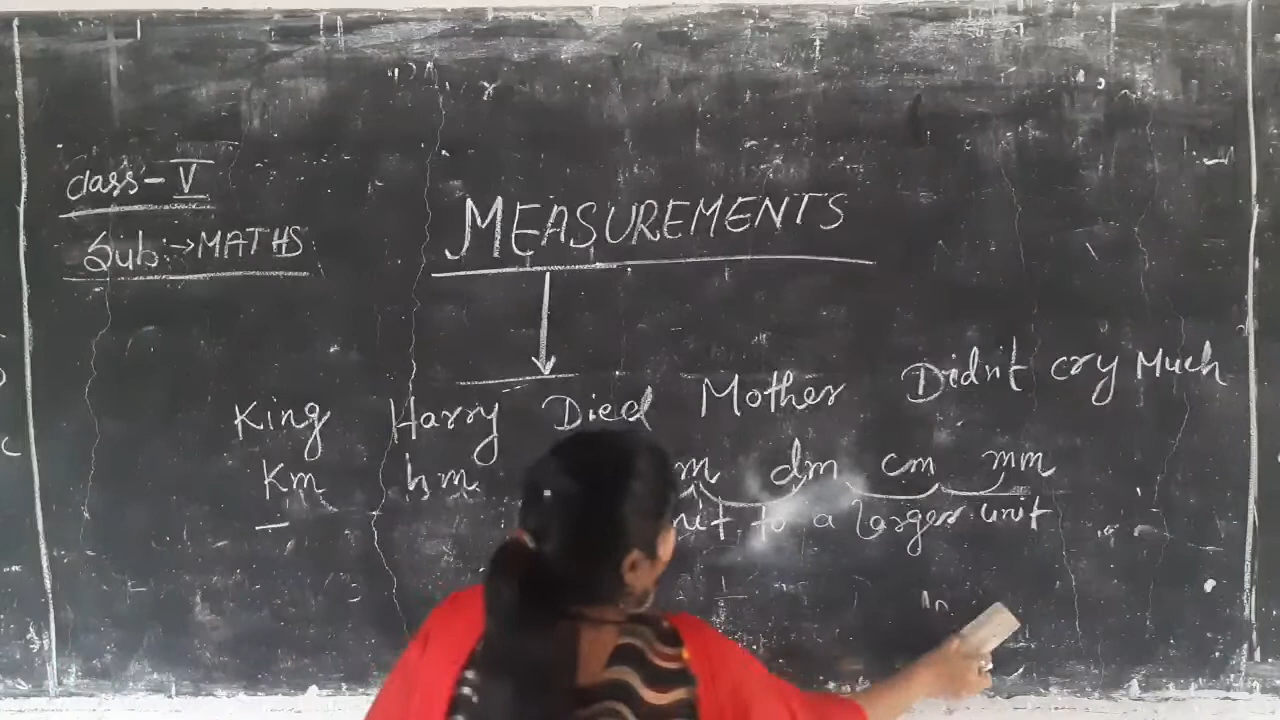 Class - V
Sub :→ MATHS
MEASUREMENTS
King Harry Died Mother Didn't cry Much
Km hm m dm cm mm
to a larger unit